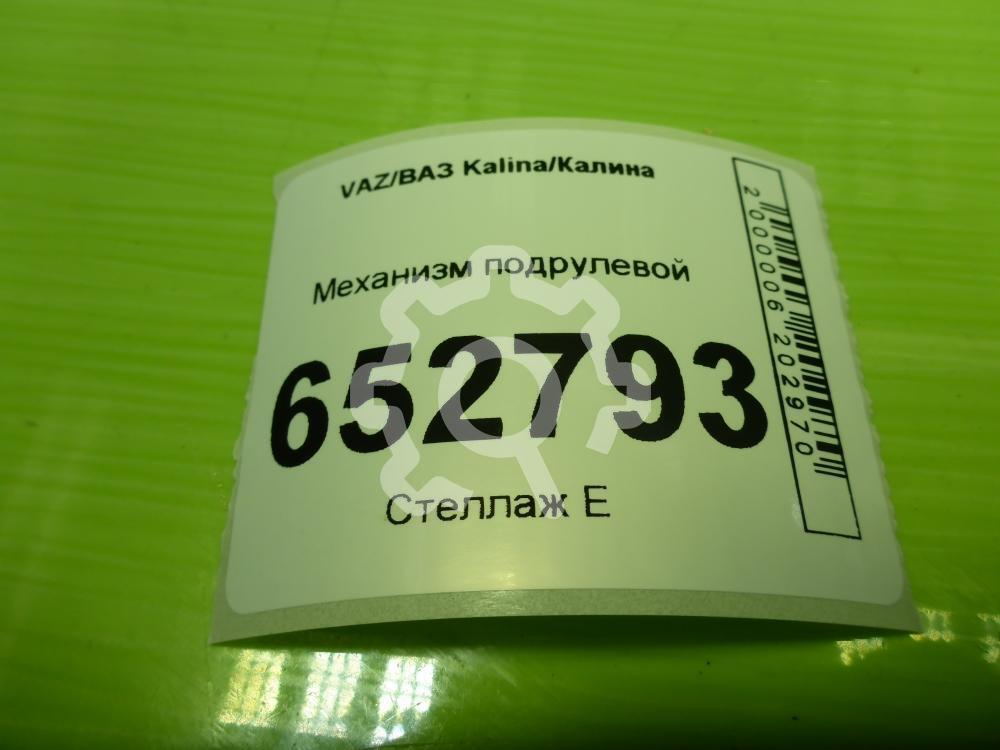 VAZ/ВАЗ Kalina/Калина
Механизм подрулевой
652793
Стеллаж Е
2000006202970